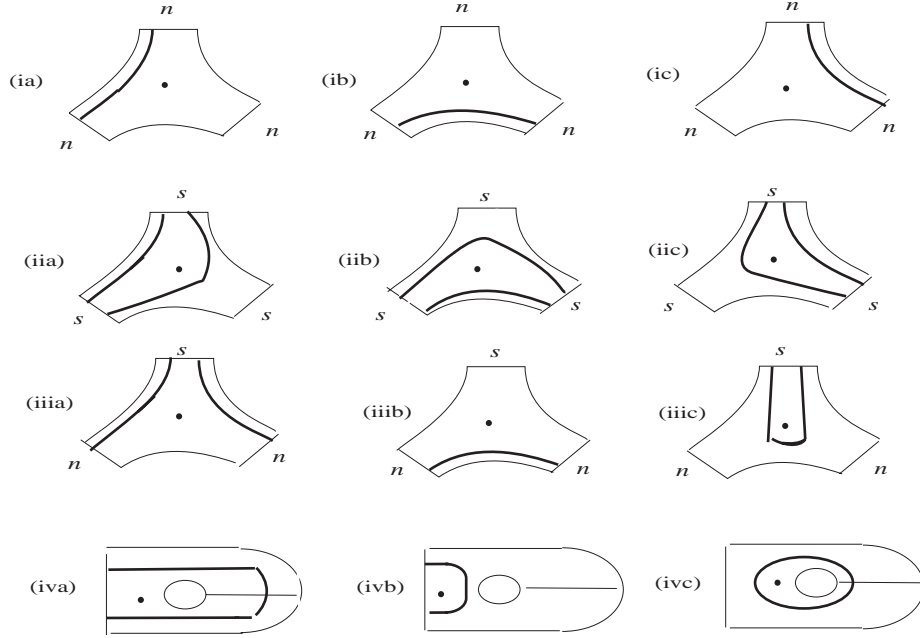 n n n
(ia) (ib) (ic)
n n n n n n
s s s
(iia) (iib) (iic)
s s s s s s
s s s
(iiia) (iiib) (iiic)
n n n n n n
(iva) (ivb) (ivc)